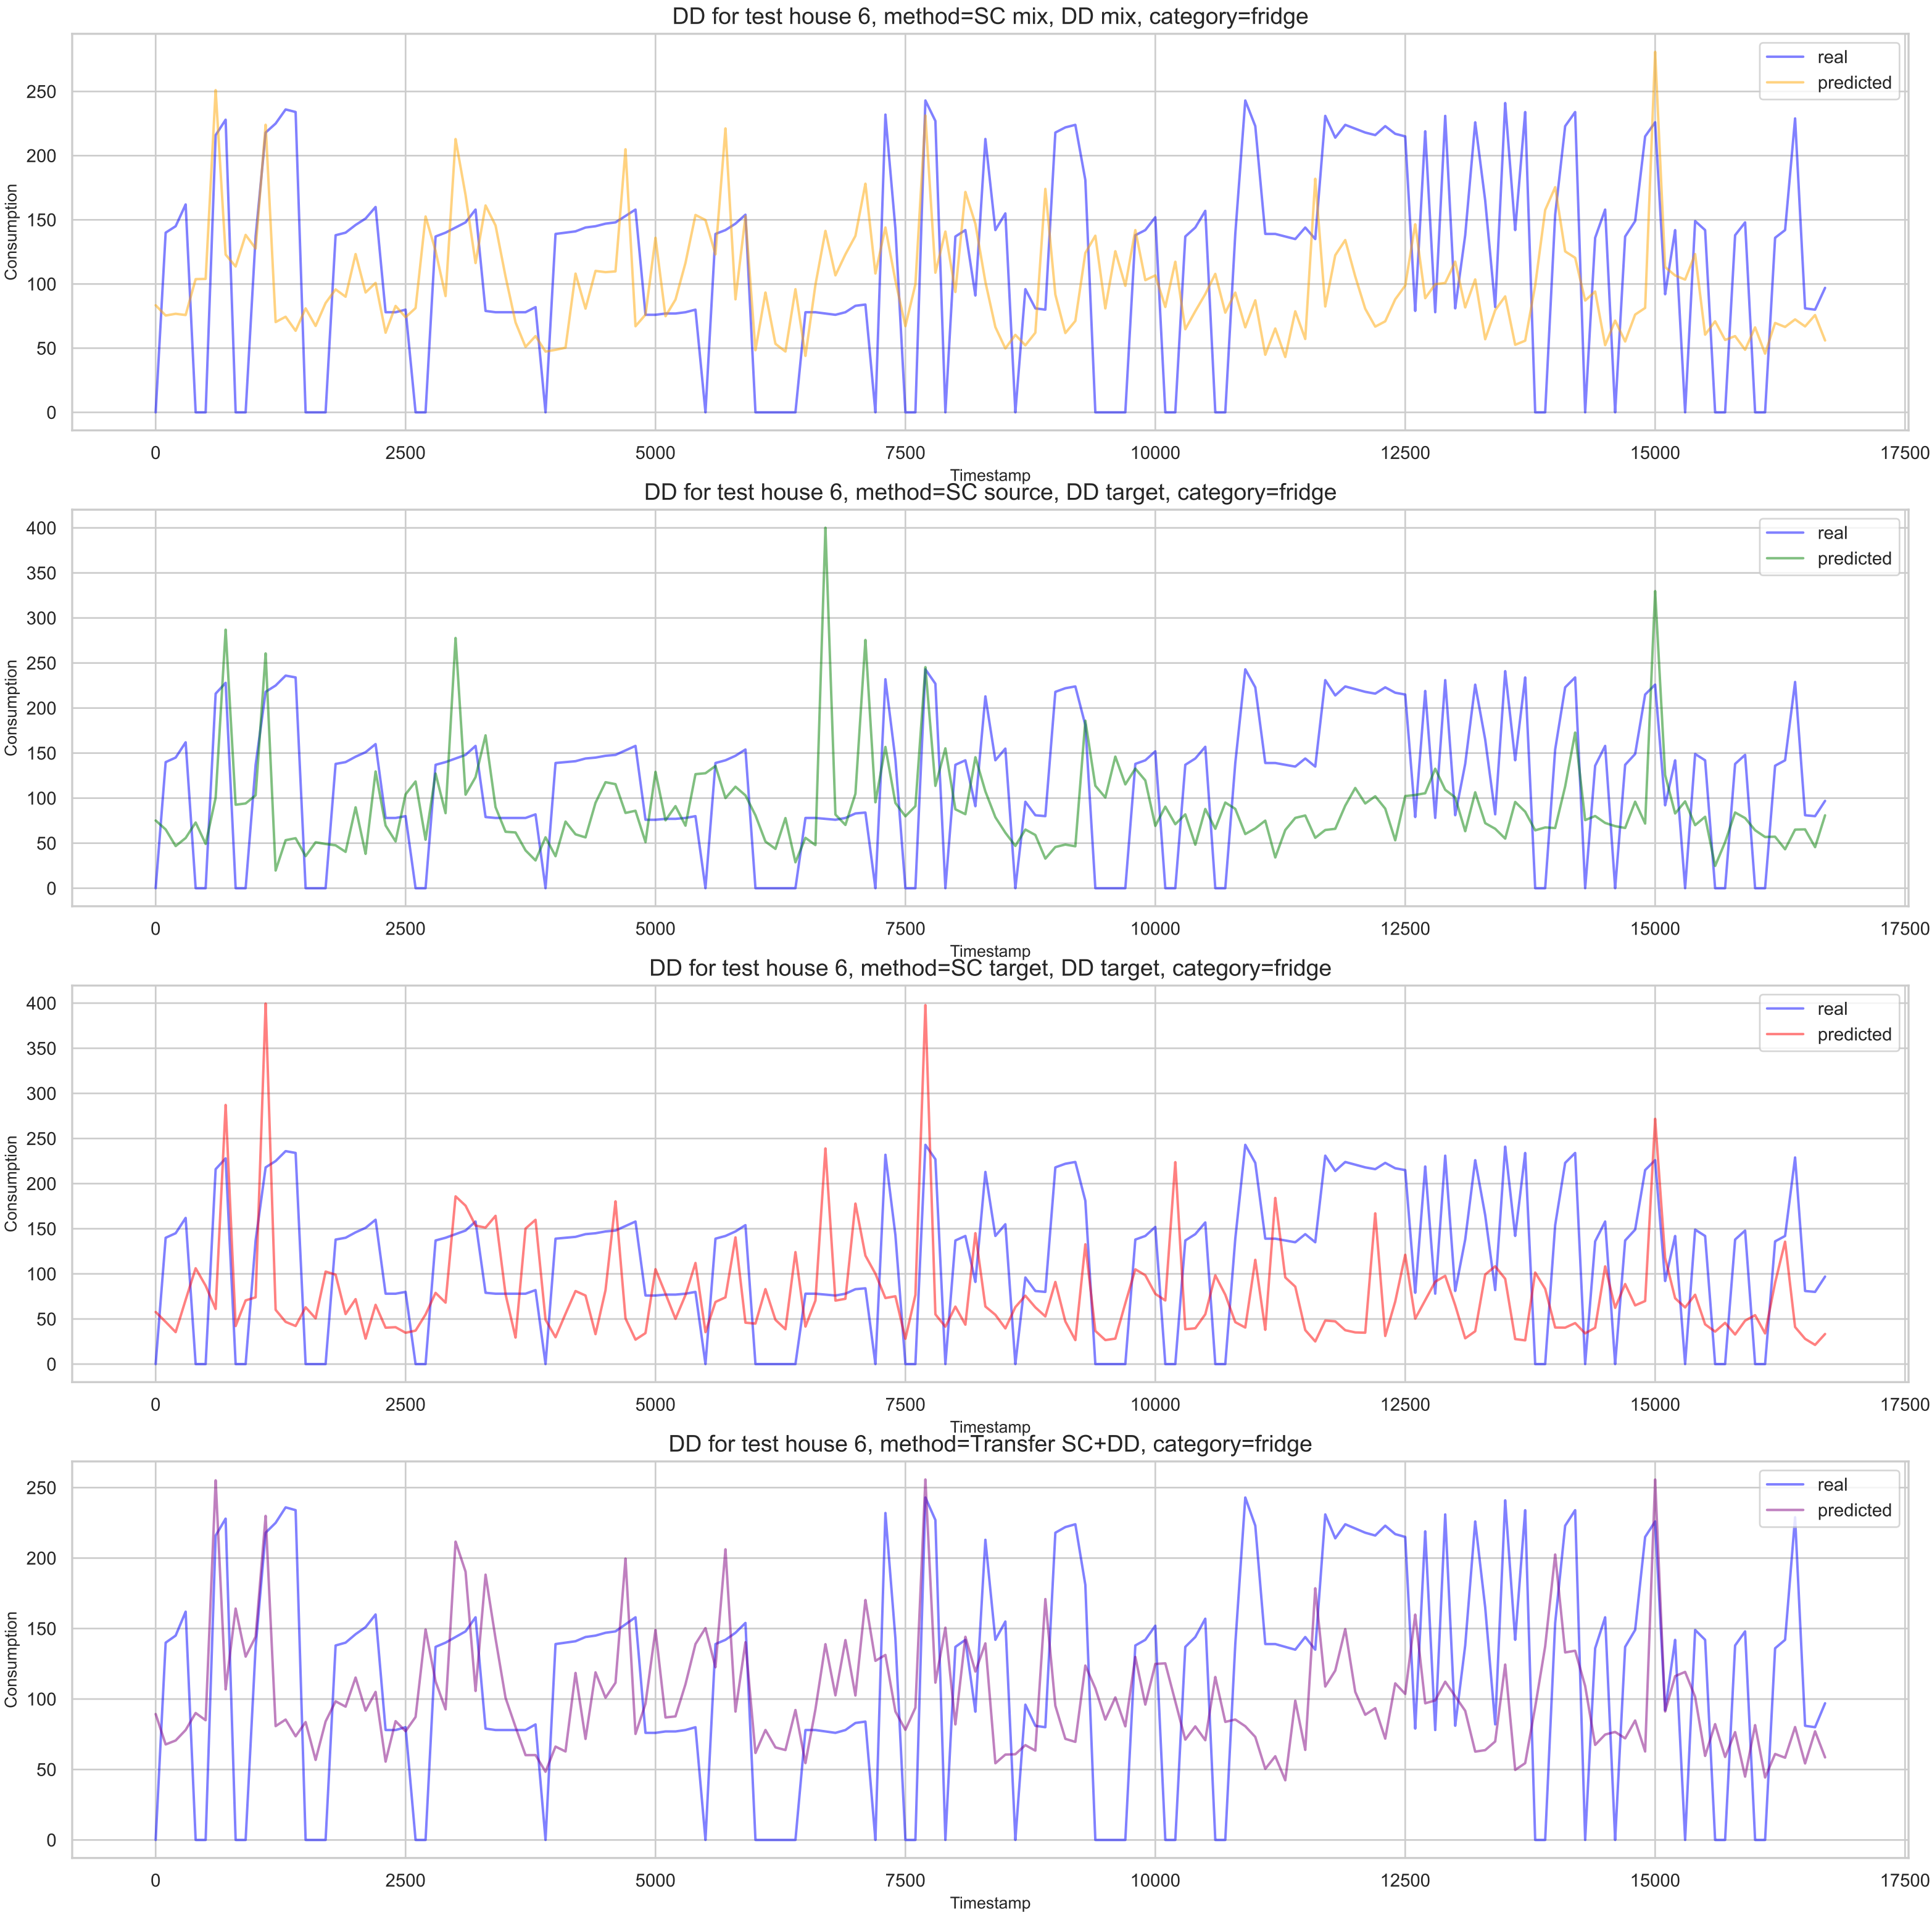 DD for test house 6, method=SC mix, DD mix, category=fridge
real
predicted
250
200
150
100
50
0
Consumption
0 2500 5000 7500 10000 12500 15000 17500
Timestamp
DD for test house 6, method=SC source, DD target, category=fridge
real
predicted
400
350
300
250
200
150
100
50
0
Consumption
0 2500 5000 7500 10000 12500 15000 17500
Timestamp
DD for test house 6, method=SC target, DD target, category=fridge
real
predicted
400
350
300
250
200
150
100
50
0
Consumption
0 2500 5000 7500 10000 12500 15000 17500
Timestamp
DD for test house 6, method=Transfer SC+DD, category=fridge
real
predicted
250
200
150
100
50
0
Consumption
0 2500 5000 7500 10000 12500 15000 17500
Timestamp